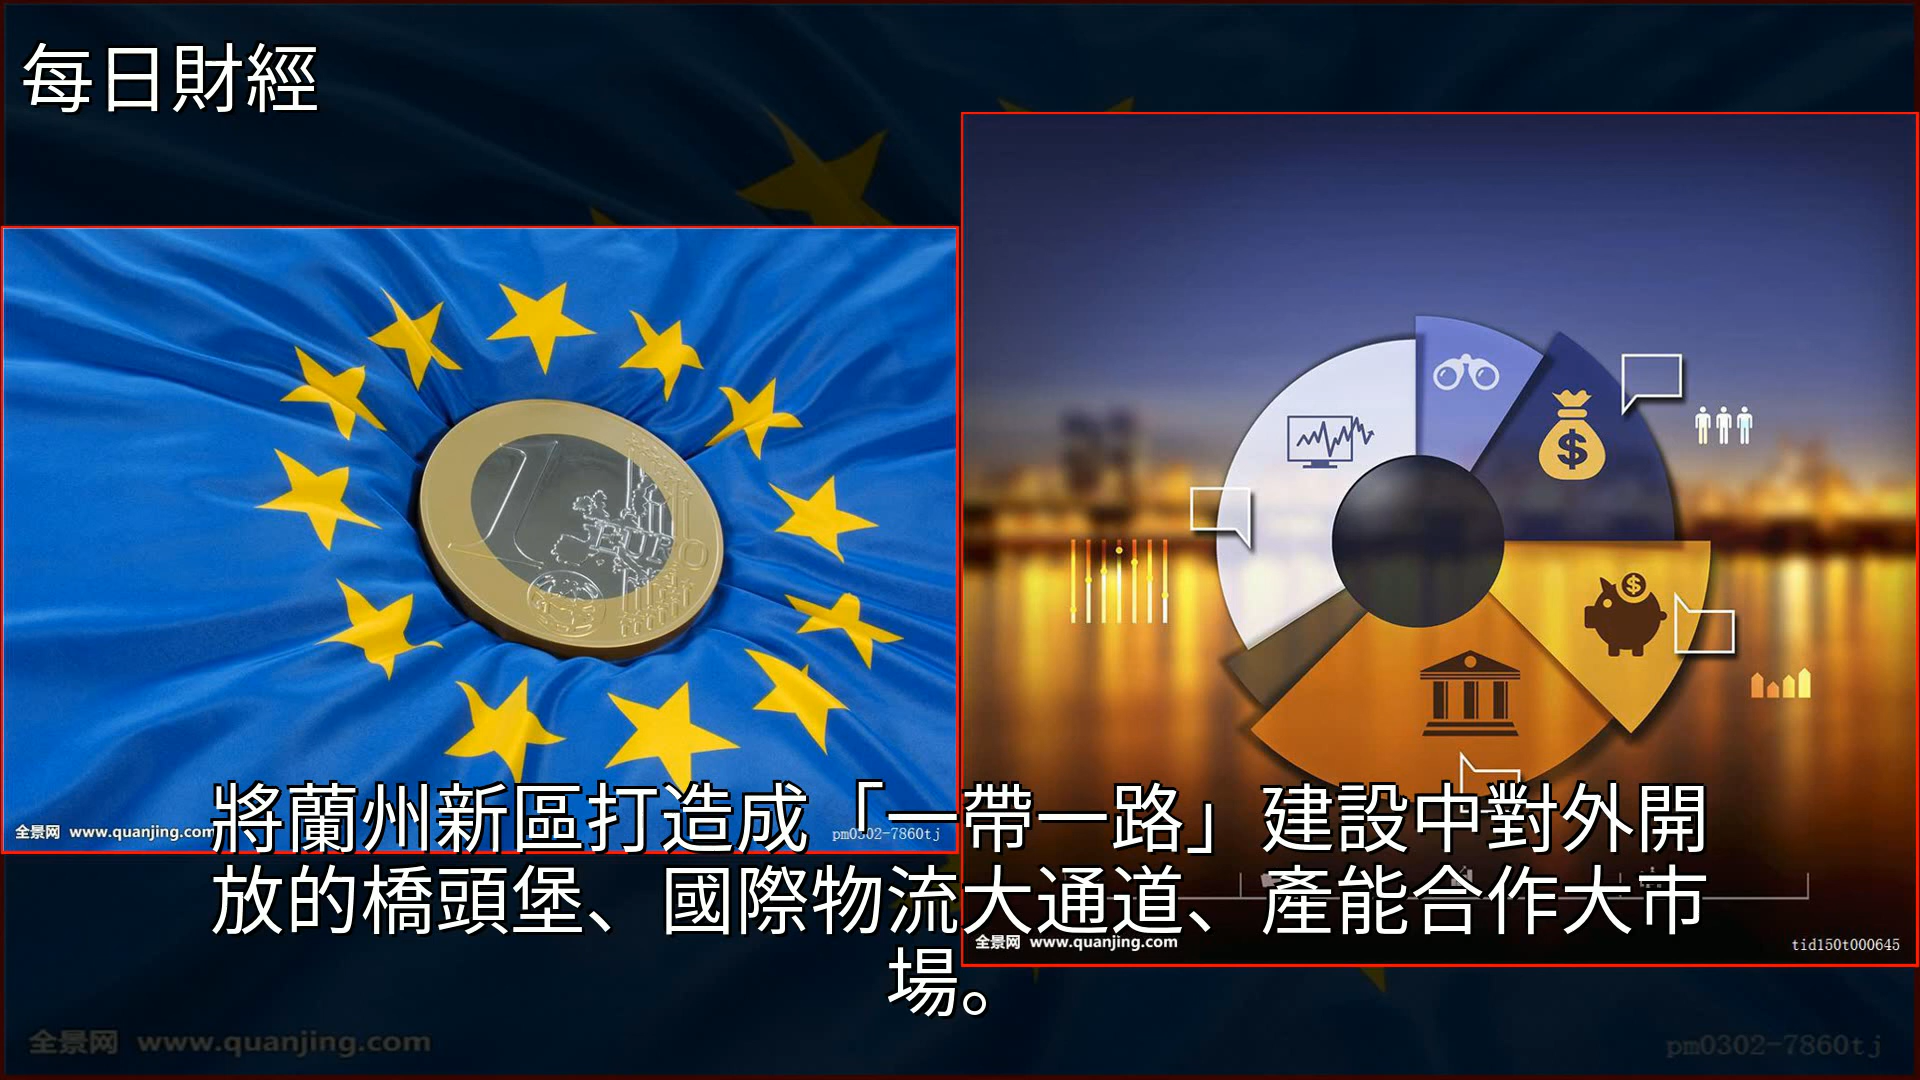 每日財經
全景网 www.quanjing.com
pm0302-7860tj
將蘭州新區打造成「一帶一路」建設中對外開
放的橋頭堡、國際物流大通道、產能合作大市
場。
全景网 www.quanjing.com
tid150t000645
全景网 www.quanjing.com
pm0302-7860tj